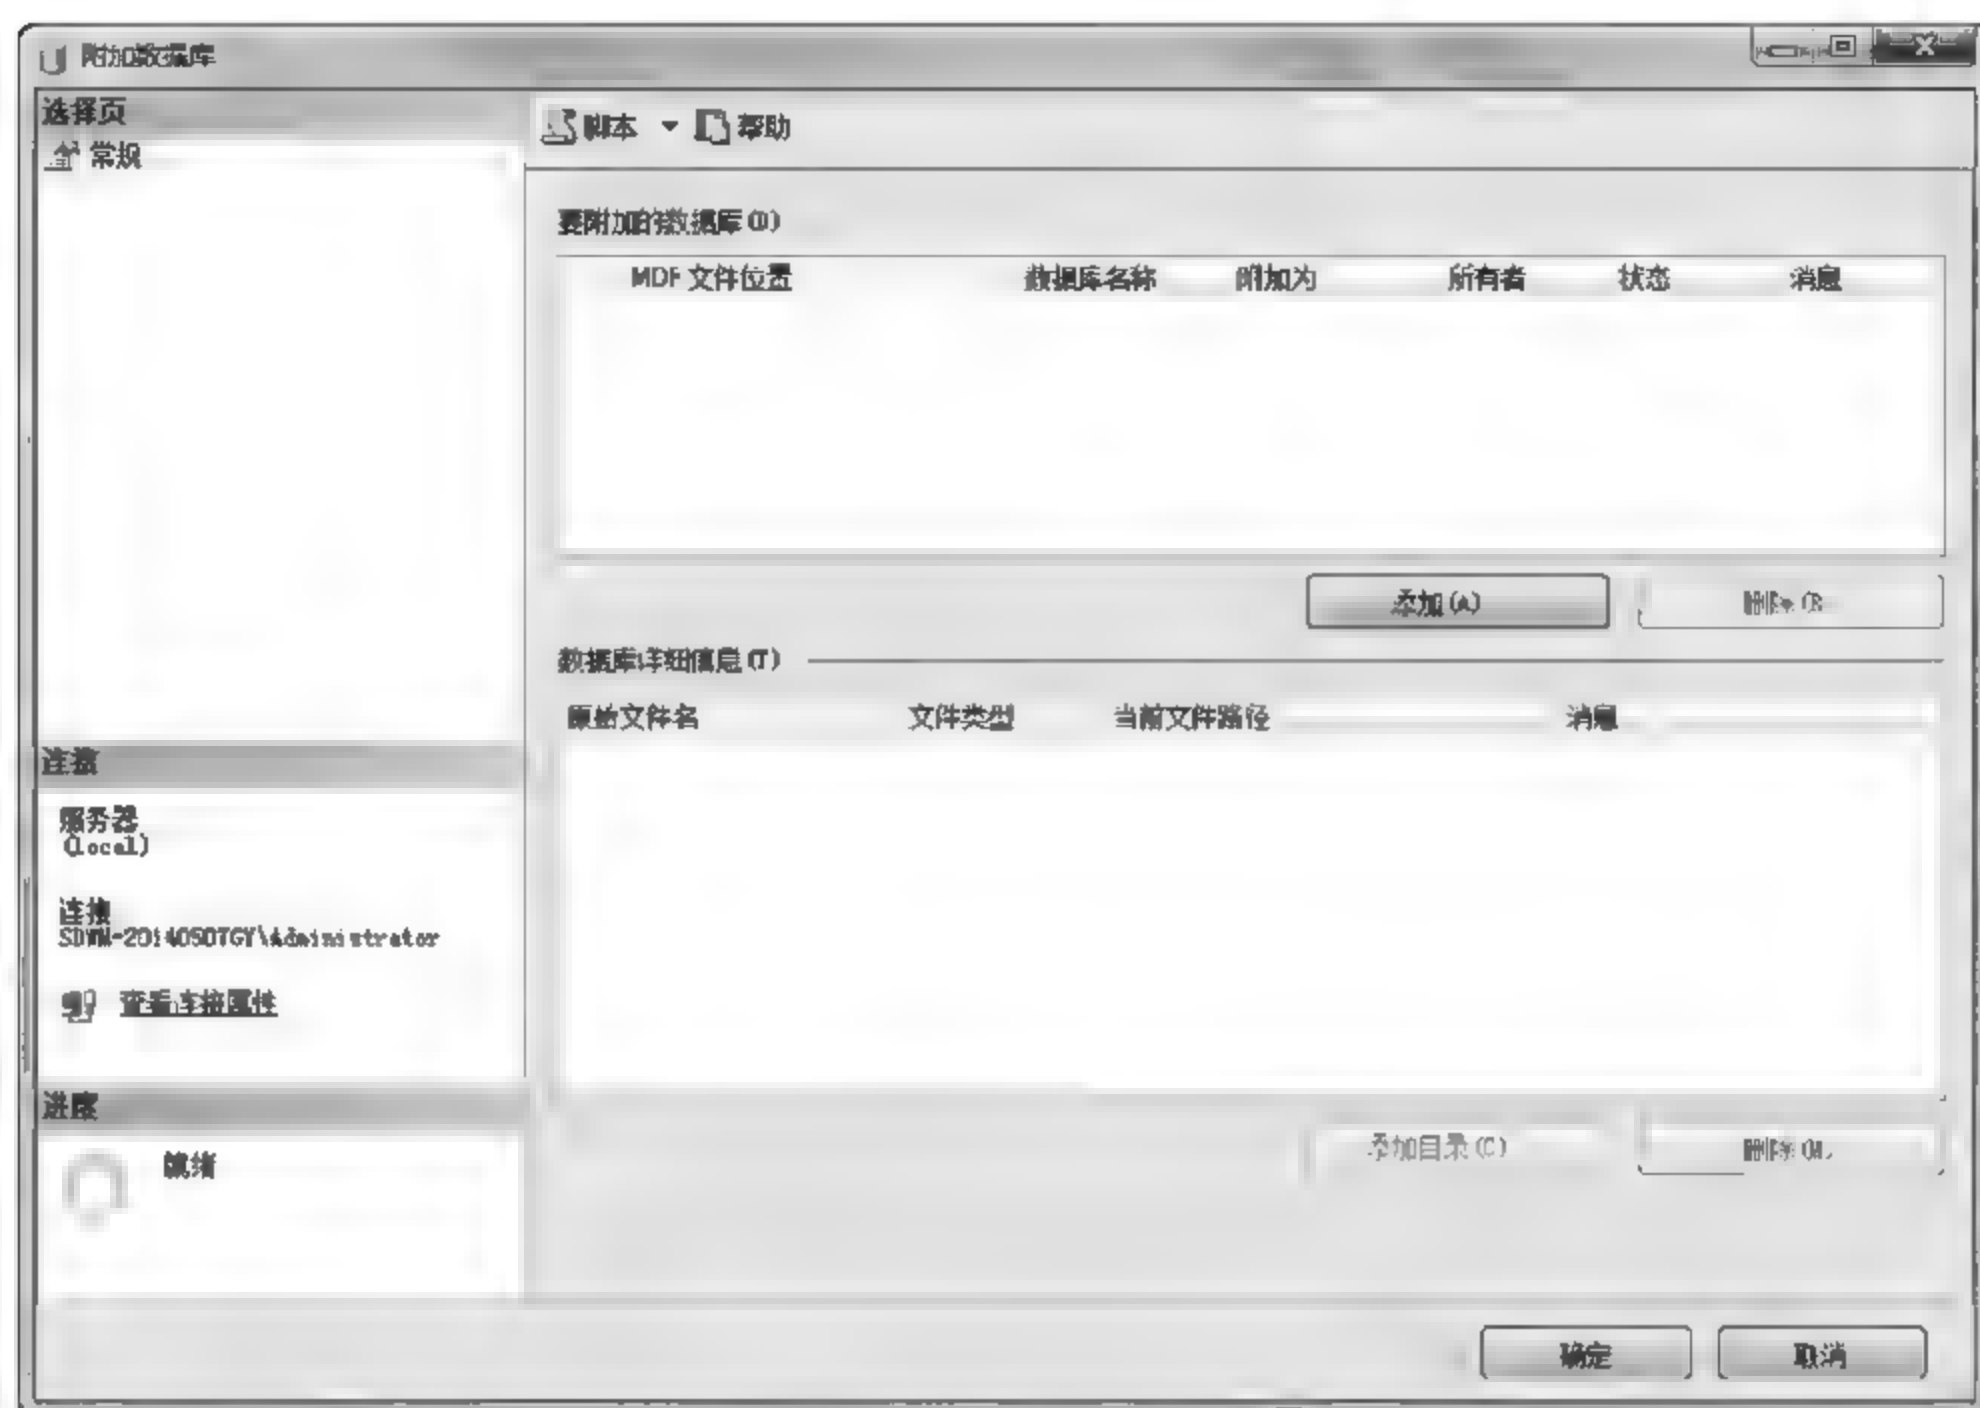 附加数据库
选择页
常规
脚本 帮助
要附加的数据库(D)
MDF 文件位置 数据库名称 附加为 所有者 状态 消息
添加(A) 删除(R)
数据库详细信息(T)
原始文件名 文件类型 当前文件路径 消息
添加目录(C) 删除(M)
连接
服务器
(local)
连接
查看连接属性
进度
就绪
确定 取消